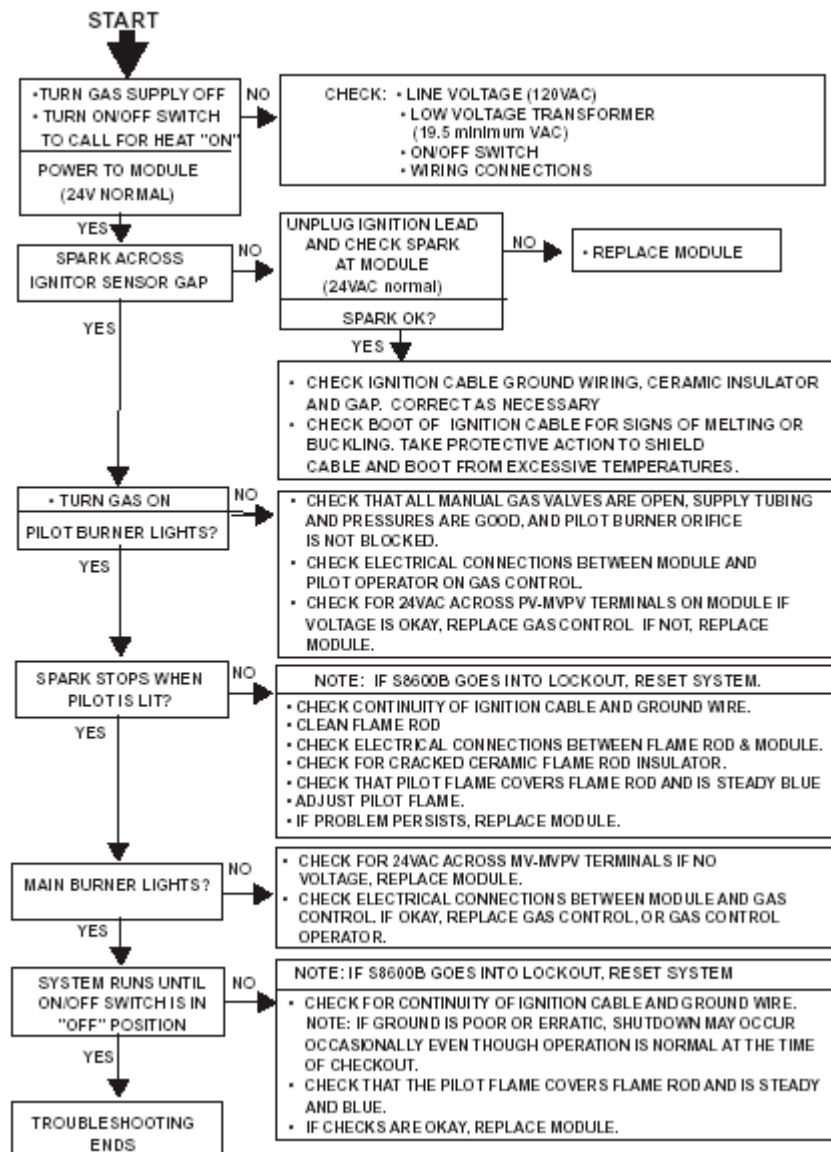 START
• TURN GAS SUPPLY OFF
• TURN ON/OFF SWITCH
TO CALL FOR HEAT "ON"
POWER TO MODULE
(24V NORMAL)
NO
CHECK: • LINE VOLTAGE (120VAC)
• LOW VOLTAGE TRANSFORMER
(19.5 minimum VAC)
• ON/OFF SWITCH
• WIRING CONNECTIONS
YES
SPARK ACROSS
IGNITOR SENSOR GAP
NO
UNPLUG IGNITION LEAD
AND CHECK SPARK
AT MODULE
(24VAC normal)
SPARK OK?
NO
• REPLACE MODULE
YES
YES
• CHECK IGNITION CABLE GROUND WIRING, CERAMIC INSULATOR
AND GAP. CORRECT AS NECESSARY
• CHECK BOOT OF IGNITION CABLE FOR SIGNS OF MELTING OR
BUCKLING. TAKE PROTECTIVE ACTION TO SHIELD
CABLE AND BOOT FROM EXCESSIVE TEMPERATURES.
• TURN GAS ON
PILOT BURNER LIGHTS?
NO
• CHECK THAT ALL MANUAL GAS VALVES ARE OPEN, SUPPLY TUBING
AND PRESSURES ARE GOOD, AND PILOT BURNER ORIFICE
IS NOT BLOCKED.
• CHECK ELECTRICAL CONNECTIONS BETWEEN MODULE AND
PILOT OPERATOR ON GAS CONTROL.
• CHECK FOR 24VAC ACROSS PV-MVPV TERMINALS ON MODULE IF
VOLTAGE IS OKAY, REPLACE GAS CONTROL IF NOT, REPLACE
MODULE.
YES
SPARK STOPS WHEN
PILOT IS LIT?
NO
NOTE: IF S8600B GOES INTO LOCKOUT, RESET SYSTEM.
• CHECK CONTINUITY OF IGNITION CABLE AND GROUND WIRE.
• CLEAN FLAME ROD
• CHECK ELECTRICAL CONNECTIONS BETWEEN FLAME ROD & MODULE.
• CHECK FOR CRACKED CERAMIC FLAME ROD INSULATOR.
• CHECK THAT PILOT FLAME COVERS FLAME ROD AND IS STEADY BLUE
• ADJUST PILOT FLAME.
• IF PROBLEM PERSISTS, REPLACE MODULE.
YES
MAIN BURNER LIGHTS?
NO
• CHECK FOR 24VAC ACROSS MV-MVPV TERMINALS IF NO
VOLTAGE, REPLACE MODULE.
• CHECK ELECTRICAL CONNECTIONS BETWEEN MODULE AND GAS
CONTROL. IF OKAY, REPLACE GAS CONTROL, OR GAS CONTROL
OPERATOR.
YES
SYSTEM RUNS UNTIL
ON/OFF SWITCH IS IN
"OFF" POSITION
NO
NOTE: IF S8600B GOES INTO LOCKOUT, RESET SYSTEM
• CHECK FOR CONTINUITY OF IGNITION CABLE AND GROUND WIRE.
NOTE: IF GROUND IS POOR OR ERRATIC, SHUTDOWN MAY OCCUR
OCCASIONALLY EVEN THOUGH OPERATION IS NORMAL AT THE TIME
OF CHECKOUT.
• CHECK THAT THE PILOT FLAME COVERS FLAME ROD AND IS STEADY
AND BLUE.
• IF CHECKS ARE OKAY, REPLACE MODULE.
YES
TROUBLESHOOTING
ENDS